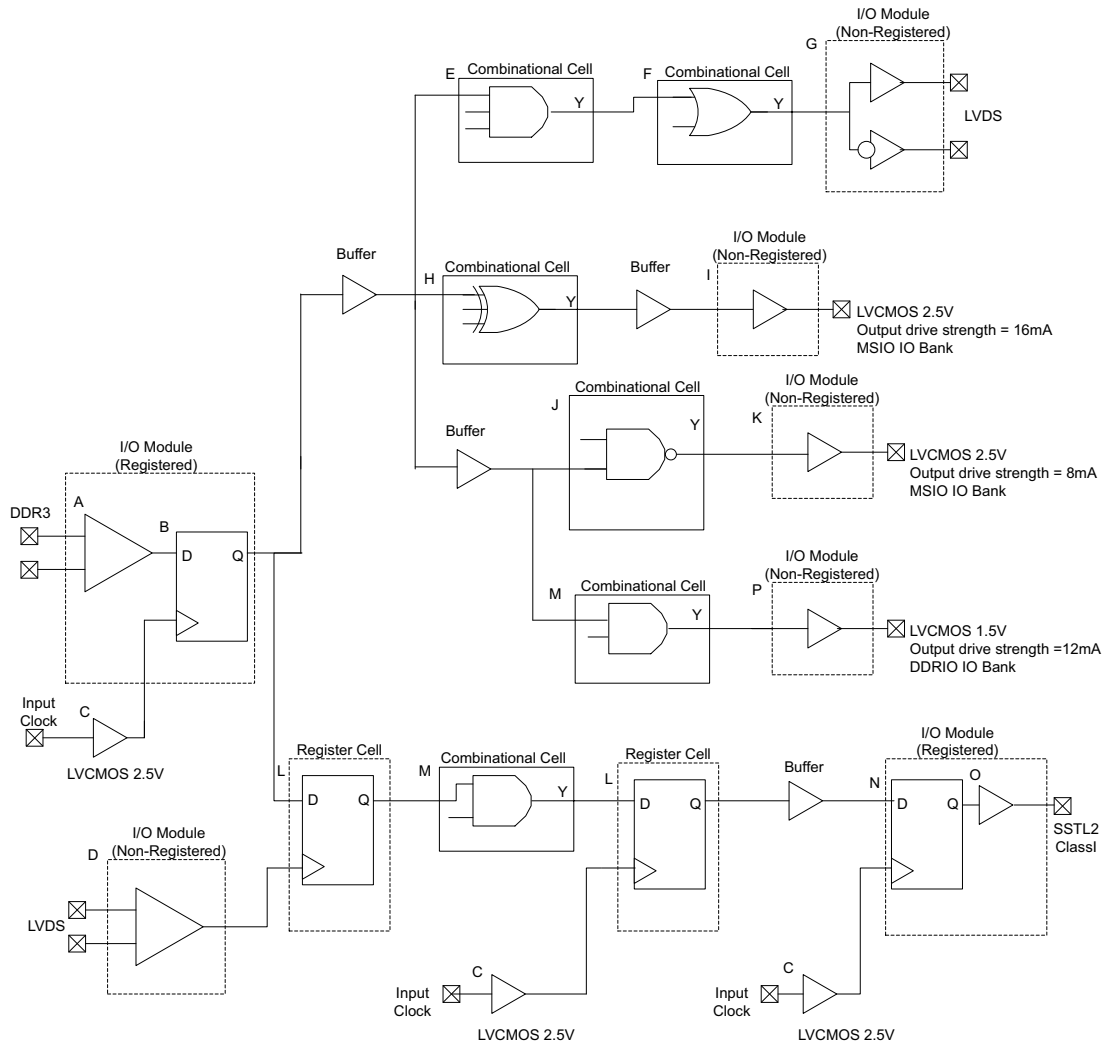 I/O Module
(Non-Registered)
G
E
Combinational Cell
Y
F
Combinational Cell
Y
LVDS
Buffer
H
Combinational Cell
Y
Buffer
I/O Module
(Non-Registered)
I
LVCMOS 2.5V
Output drive strength = 16mA
MSIO IO Bank
Buffer
J
Combinational Cell
Y
I/O Module
(Non-Registered)
K
LVCMOS 2.5V
Output drive strength = 8mA
MSIO IO Bank
I/O Module
(Registered)
DDR3
A
B
D
Q
Input
Clock
C
LVCMOS 2.5V
M
Combinational Cell
Y
I/O Module
(Non-Registered)
P
LVCMOS 1.5V
Output drive strength =12mA
DDRIO IO Bank
Register Cell
L
D
Q
M
Combinational Cell
Y
Register Cell
L
D
Q
Buffer
I/O Module
(Registered)
N
D
Q
O
SSTL2
ClassI
I/O Module
(Non-Registered)
D
LVDS
Input
Clock
C
LVCMOS 2.5V
Input
Clock
C
LVCMOS 2.5V